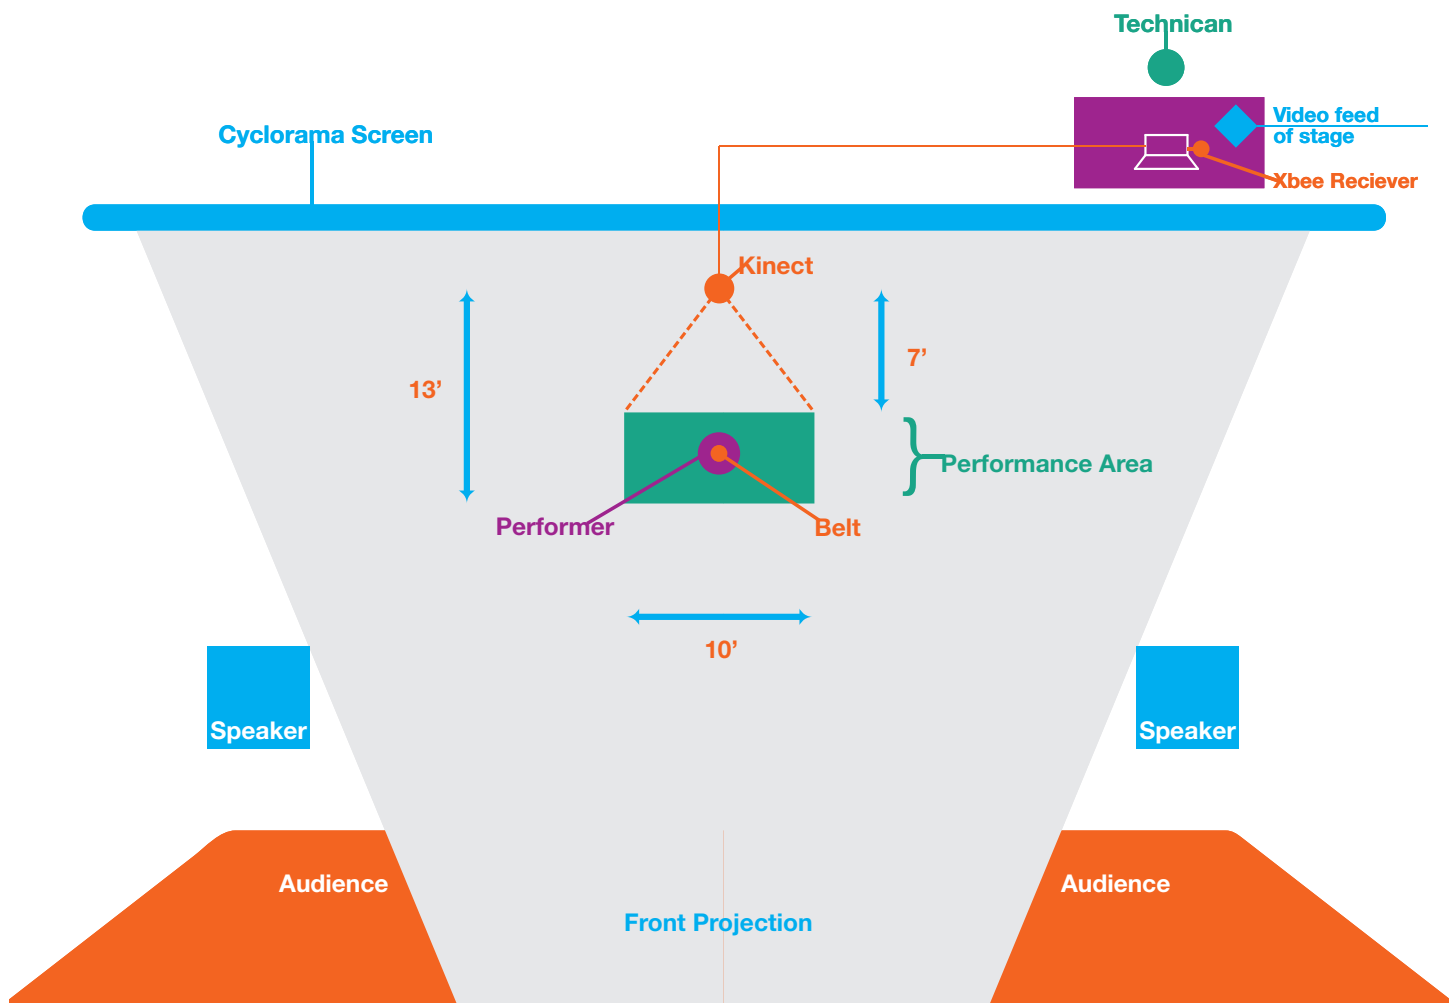 Technican
Cyclorama Screen
Video feed
of stage
Xbee Reciever
Kinect
7’
13’
Performance Area
Performer
Belt
10’
Speaker
Speaker
Audience
Audience
Front Projection